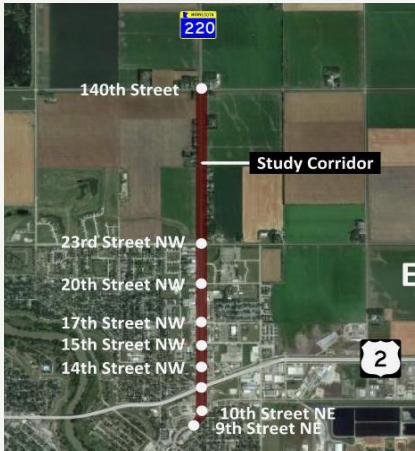 MINNESOTA
220
140th Street
Study Corridor
23rd Street NW
E
20th Street NW
17th Street NW
15th Street NW
2
14th Street NW
10th Street NE
9th Street NE